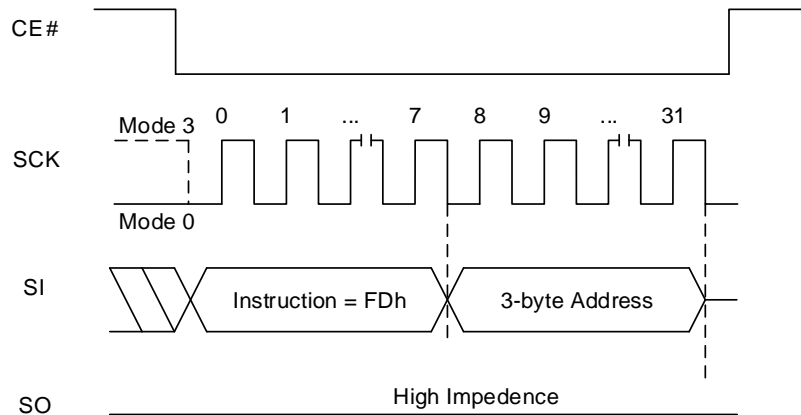 CE#
0 1 ... 7 8 9 ... 31
Mode 3
SCK
Mode 0
SI
Instruction = FDh
3-byte Address
High Impedence
SO